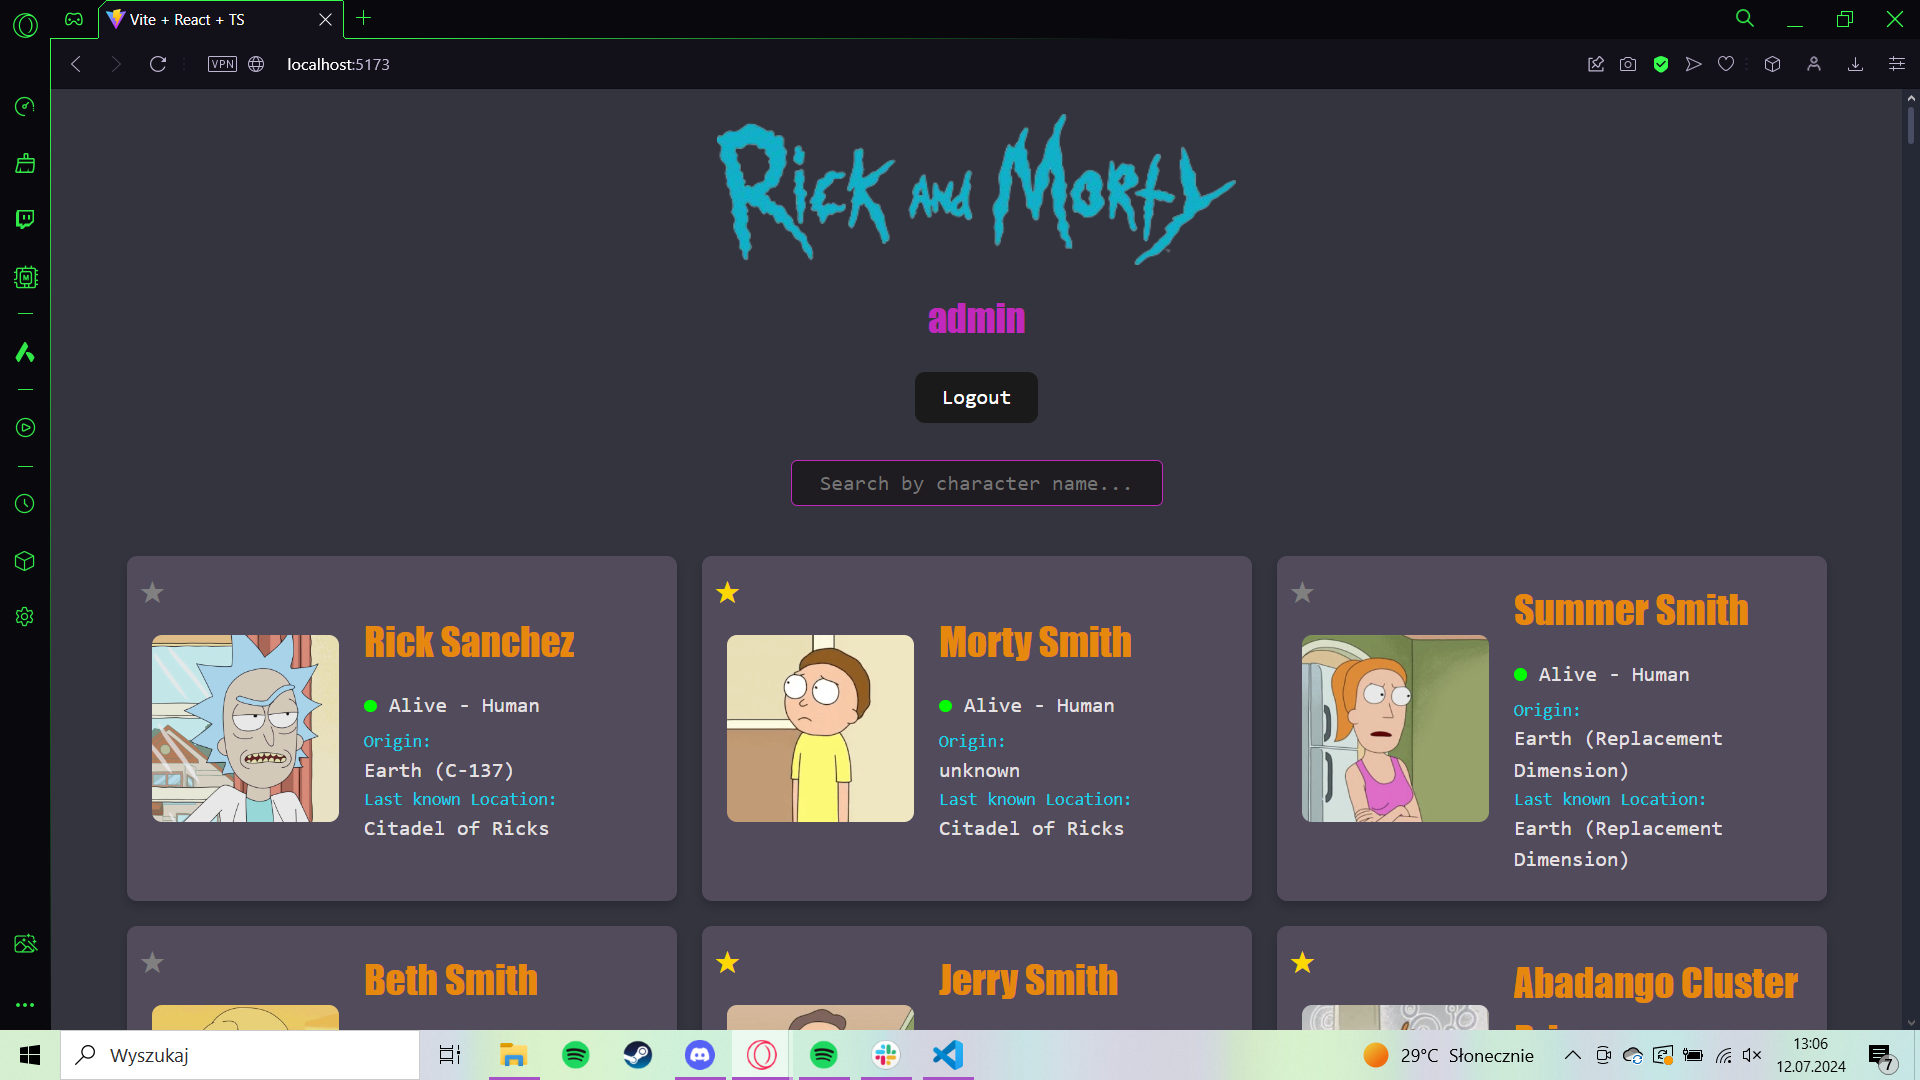 Vite + React + TS
VPN
localhost:5173
RICK AND MORTY
admin
Logout
Search by character name...
Rick Sanchez
Alive - Human
Origin:
Earth (C-137)
Last known Location:
Citadel of Ricks
Morty Smith
Alive - Human
Origin:
unknown
Last known Location:
Citadel of Ricks
Summer Smith
Alive - Human
Origin:
Earth (Replacement
Dimension)
Last known Location:
Earth (Replacement
Dimension)
Beth Smith
Jerry Smith
Abadango Cluster
Wyszukaj
29°C Słonecznie
13:06
12.07.2024
7